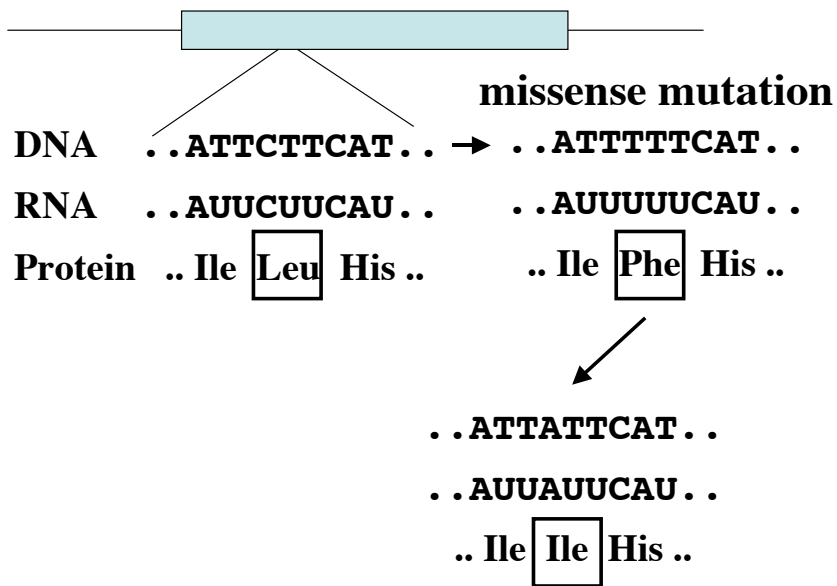 missense mutation
DNA ..ATTCTTCAT.. ..ATTTTTCAT..
RNA ..AUUCUUCAU.. ..AUUUUUCAU..
Protein .. Ile Leu His .. .. Ile Phe His ..
..ATTATTCAT..
..AUUAUUCAU..
.. Ile Ile His ..